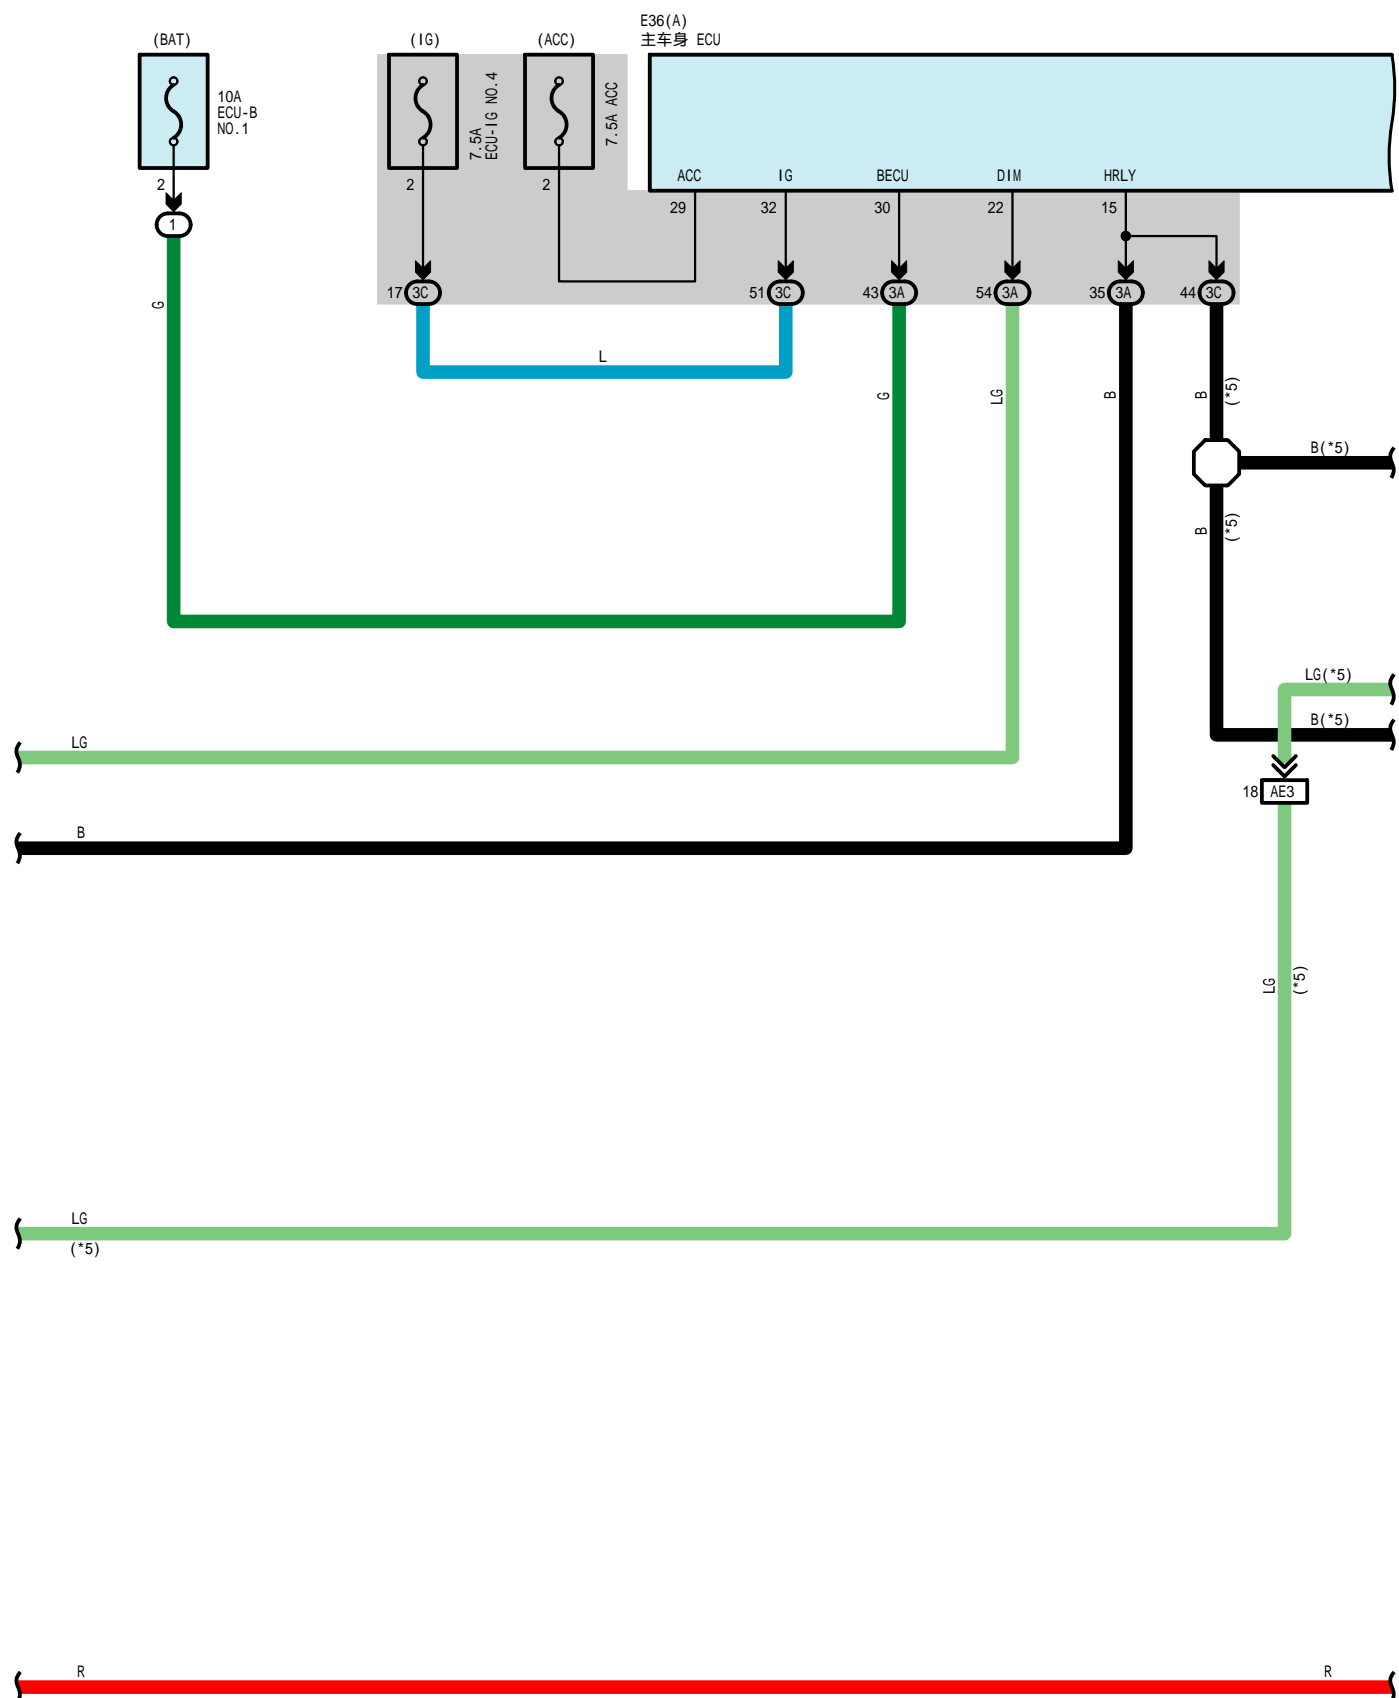 E36(A)
主车身 ECU
(BAT)
(IG)
(ACC)
10A
ECU-B
NO.1
7.5A
ECU-IG NO.4
7.5A ACC
ACC
IG
BECU
DIM
HRLY
2
2
2
29
32
30
22
15
1
17 3C
51 3C
43 3A
54 3A
35 3A
44 3C
G
L
G
LG
B
B
(*5)
B(*5)
B
(*5)
LG(*5)
B(*5)
LG
18 AE3
B
LG
(*5)
LG
(*5)
R
R